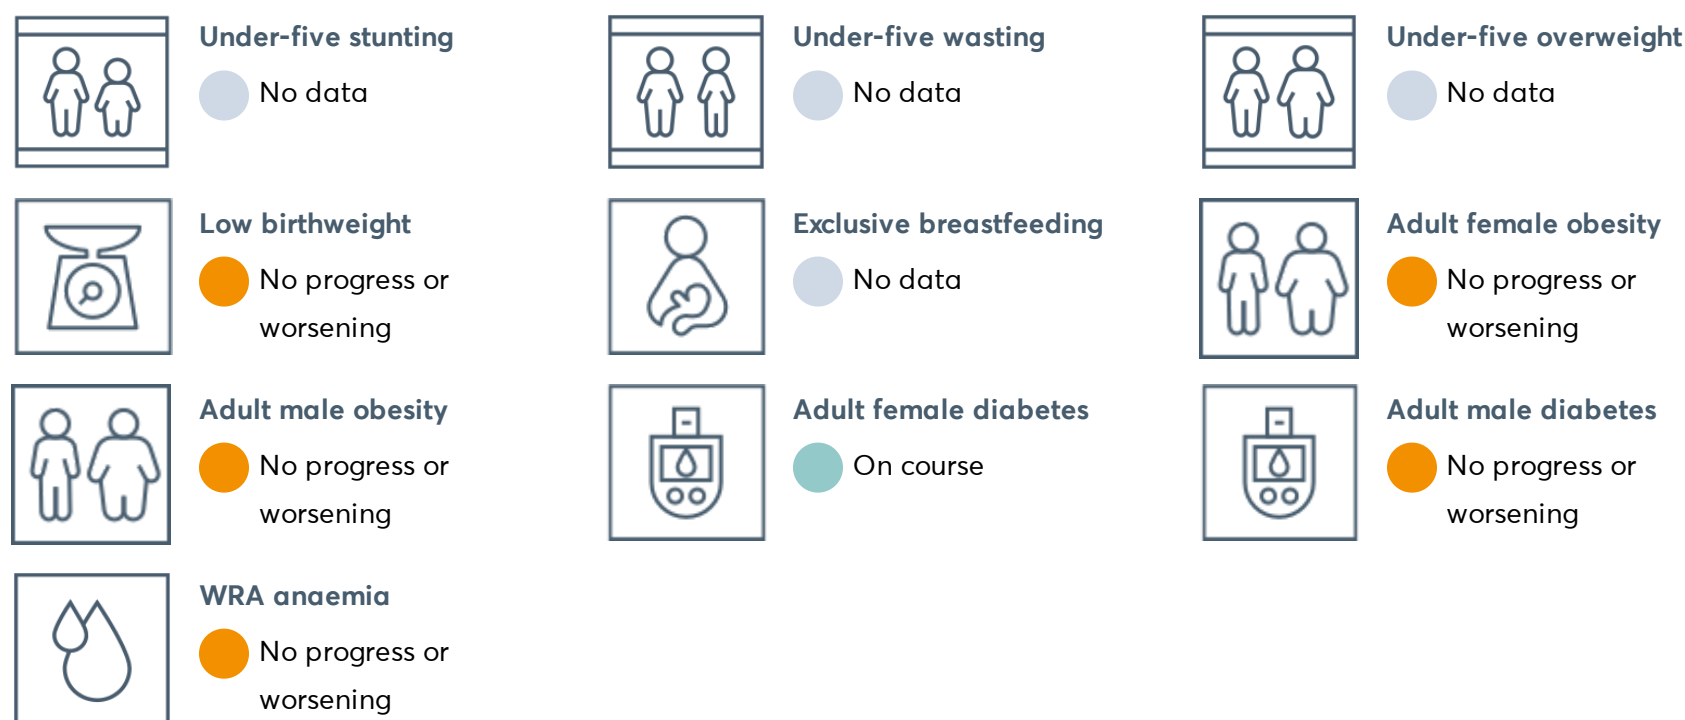 Under-five stunting
No data
Under-five wasting
No data
Under-five overweight
No data
Low birthweight
No progress or
worsening
Exclusive breastfeeding
No data
Adult female obesity
No progress or
worsening
Adult male obesity
No progress or
worsening
Adult female diabetes
On course
Adult male diabetes
No progress or
worsening
WRA anaemia
No progress or
worsening